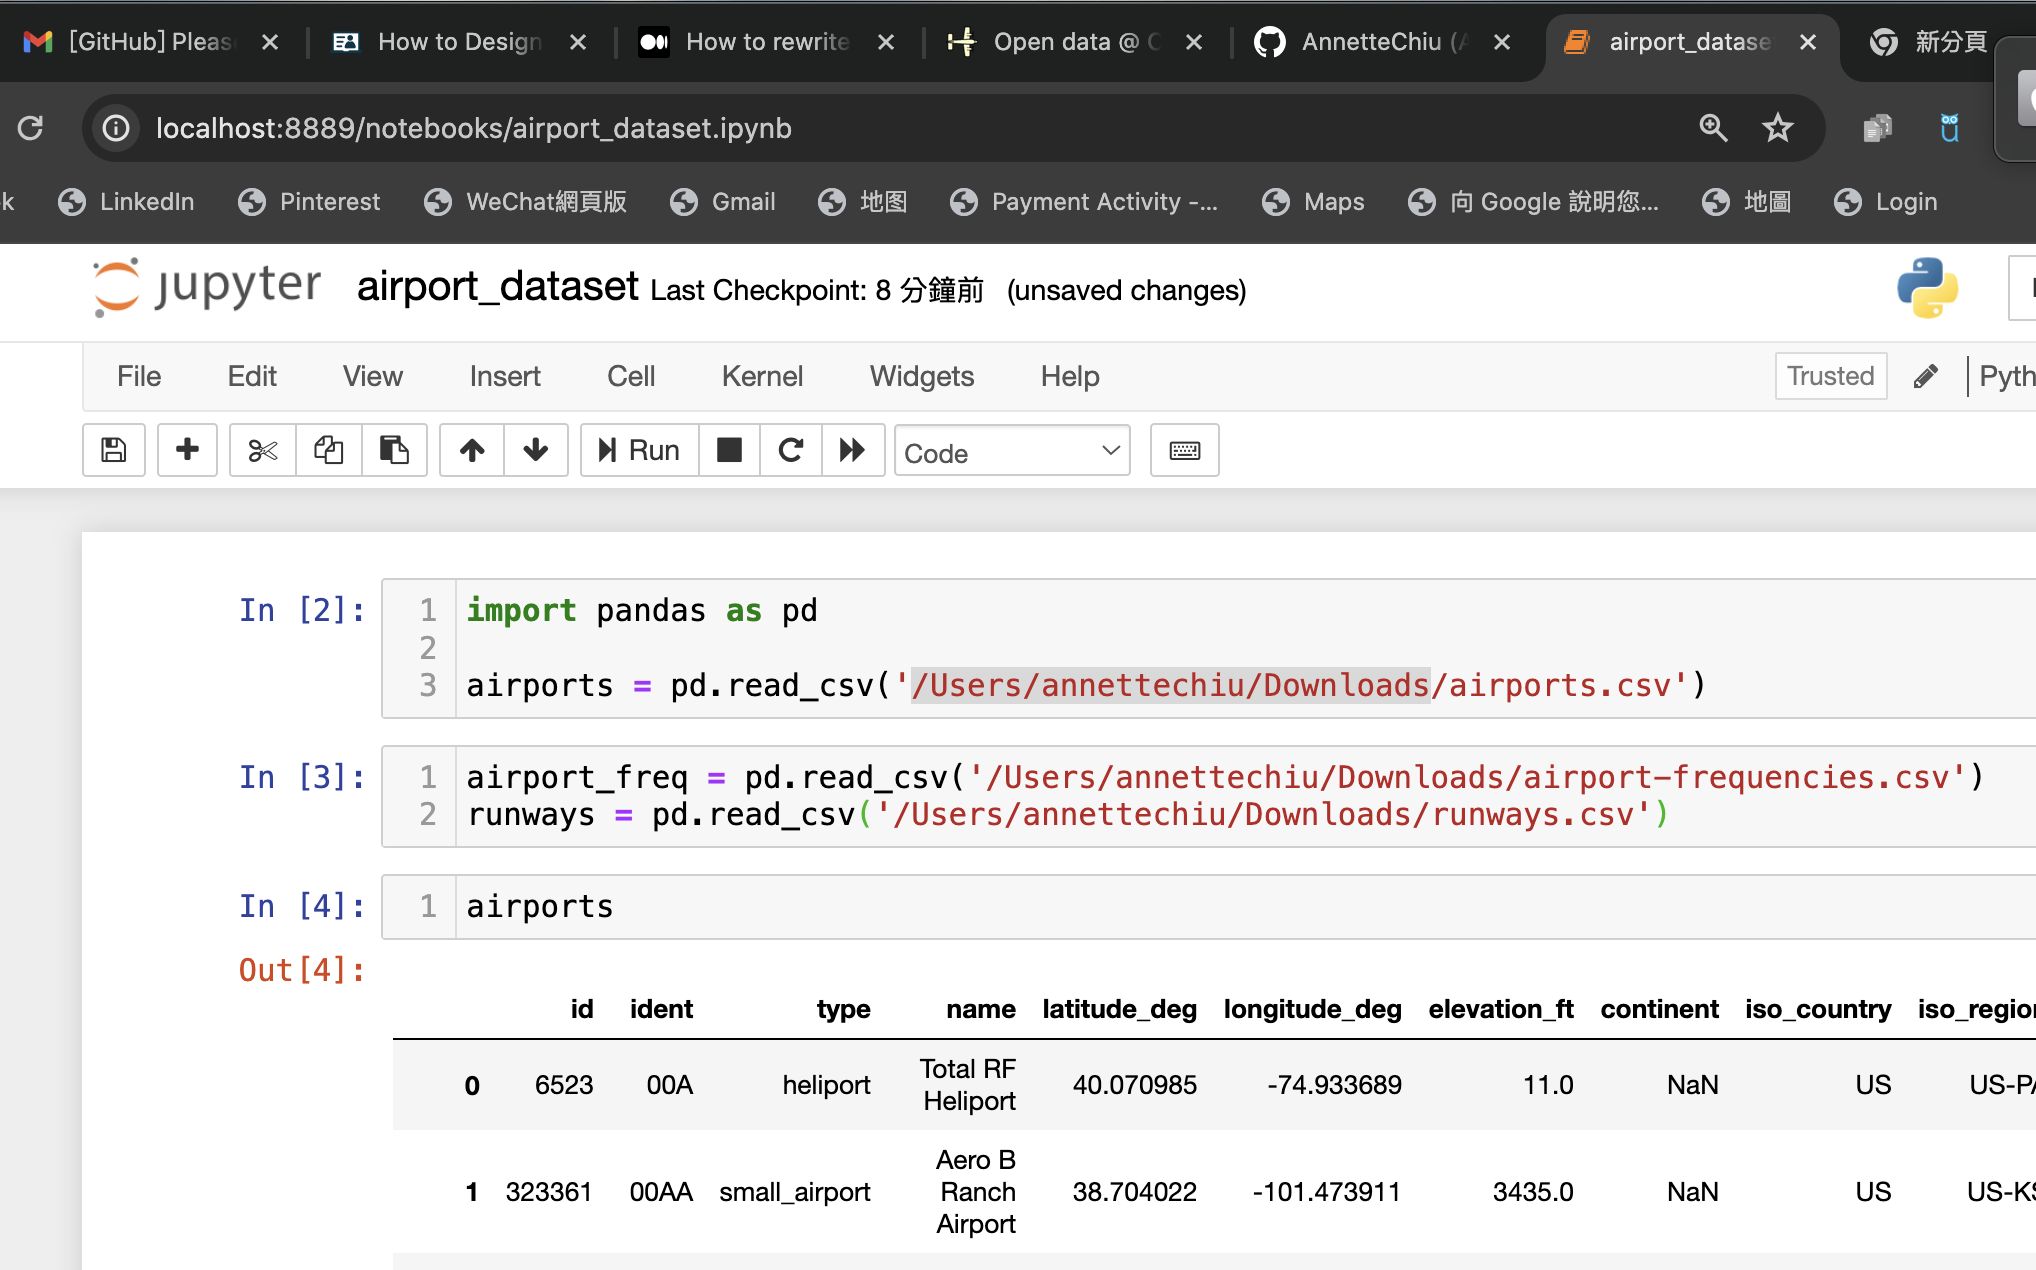 [GitHub] Pleas
How to Design
How to rewrite
Open data @ C
AnnetteChiu (A
airport_datase
新分頁
localhost:8889/notebooks/airport_dataset.ipynb
k LinkedIn Pinterest WeChat網頁版 Gmail 地图 Payment Activity -... Maps 向 Google 說明您... 地圖 Login
jupyter airport_dataset Last Checkpoint: 8 分鐘前 (unsaved changes)
File Edit View Insert Cell Kernel Widgets Help Trusted Pyth
Run Code
In [2]: 1 import pandas as pd
2
3 airports = pd.read_csv('/Users/annettechiu/Downloads/airports.csv')
In [3]: 1 airport_freq = pd.read_csv('/Users/annettechiu/Downloads/airport-frequencies.csv')
2 runways = pd.read_csv('/Users/annettechiu/Downloads/runways.csv')
In [4]: 1 airports
Out[4]:
id ident type name latitude_deg longitude_deg elevation_ft continent iso_country iso_region
0 6523 00A heliport Total RF Heliport 40.070985 -74.933689 11.0 NaN US US-PA
1 323361 00AA small_airport Aero B Ranch Airport 38.704022 -101.473911 3435.0 NaN US US-KS